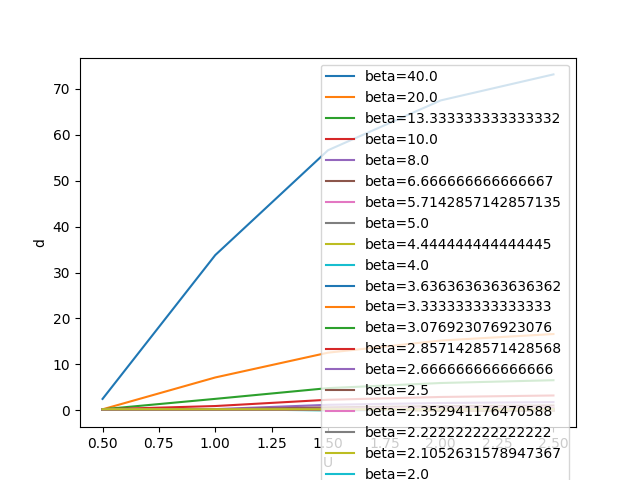 d
70
60
50
40
30
20
10
0
0.50
0.75
1.00
1.25
1.50
1.75
2.00
2.25
2.50
U
beta=40.0
beta=20.0
beta=13.333333333333332
beta=10.0
beta=8.0
beta=6.666666666666667
beta=5.7142857142857135
beta=5.0
beta=4.444444444444445
beta=4.0
beta=3.6363636363636362
beta=3.333333333333333
beta=3.076923076923076
beta=2.8571428571428568
beta=2.666666666666666
beta=2.5
beta=2.352941176470588
beta=2.222222222222222
beta=2.1052631578947367
beta=2.0